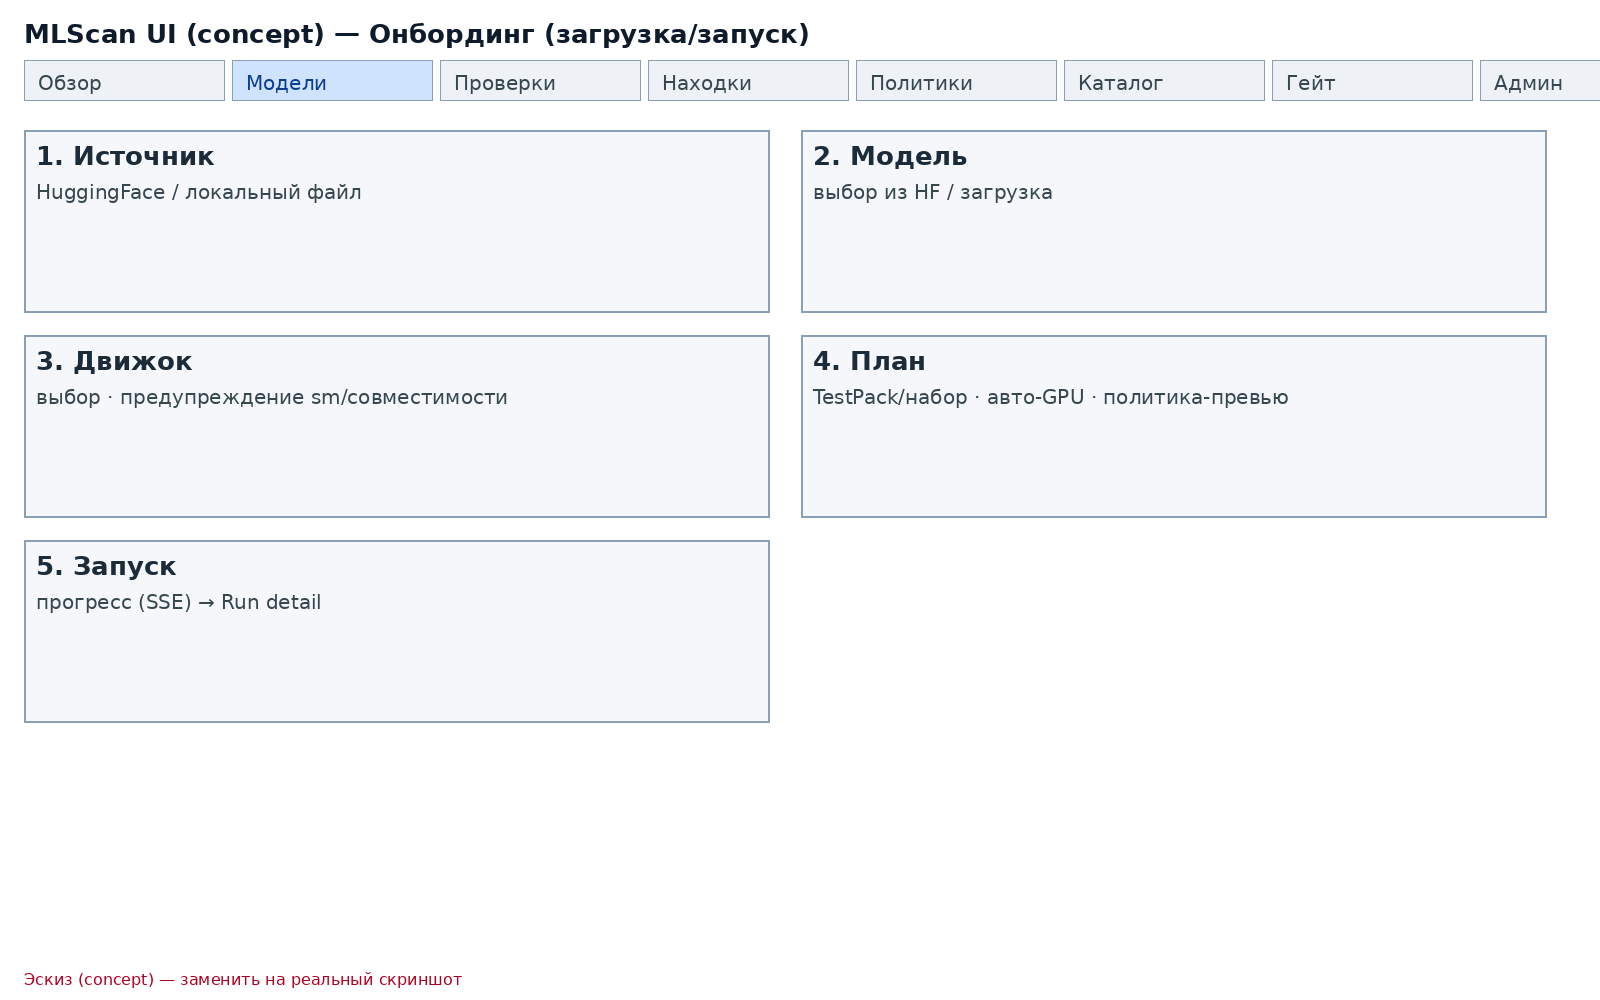 MLScan UI (concept) — Онбординг (загрузка/запуск)
Обзор
Модели
Проверки
Находки
Политики
Каталог
Гейт
Админ
1. Источник
HuggingFace / локальный файл
2. Модель
выбор из HF / загрузка
3. Движок
выбор · предупреждение sm/совместимости
4. План
TestPack/набор · авто-GPU · политика-превью
5. Запуск
прогресс (SSE) → Run detail
Эскиз (concept) — заменить на реальный скриншот